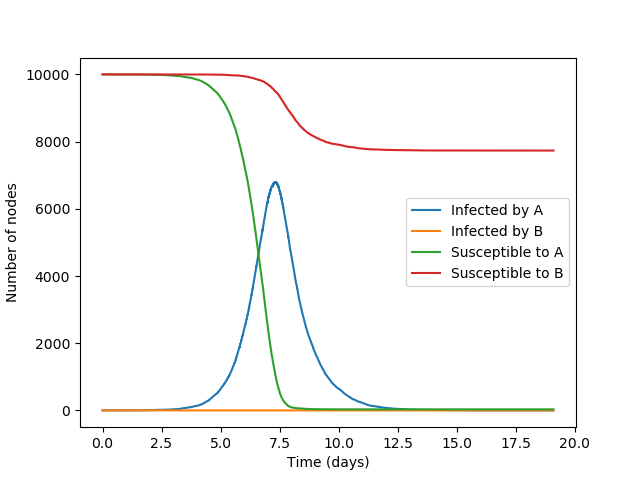 10000
8000
6000
4000
2000
0
Number of nodes
Infected by A
Infected by B
Susceptible to A
Susceptible to B
0.0 2.5 5.0 7.5 10.0 12.5 15.0 17.5 20.0
Time (days)